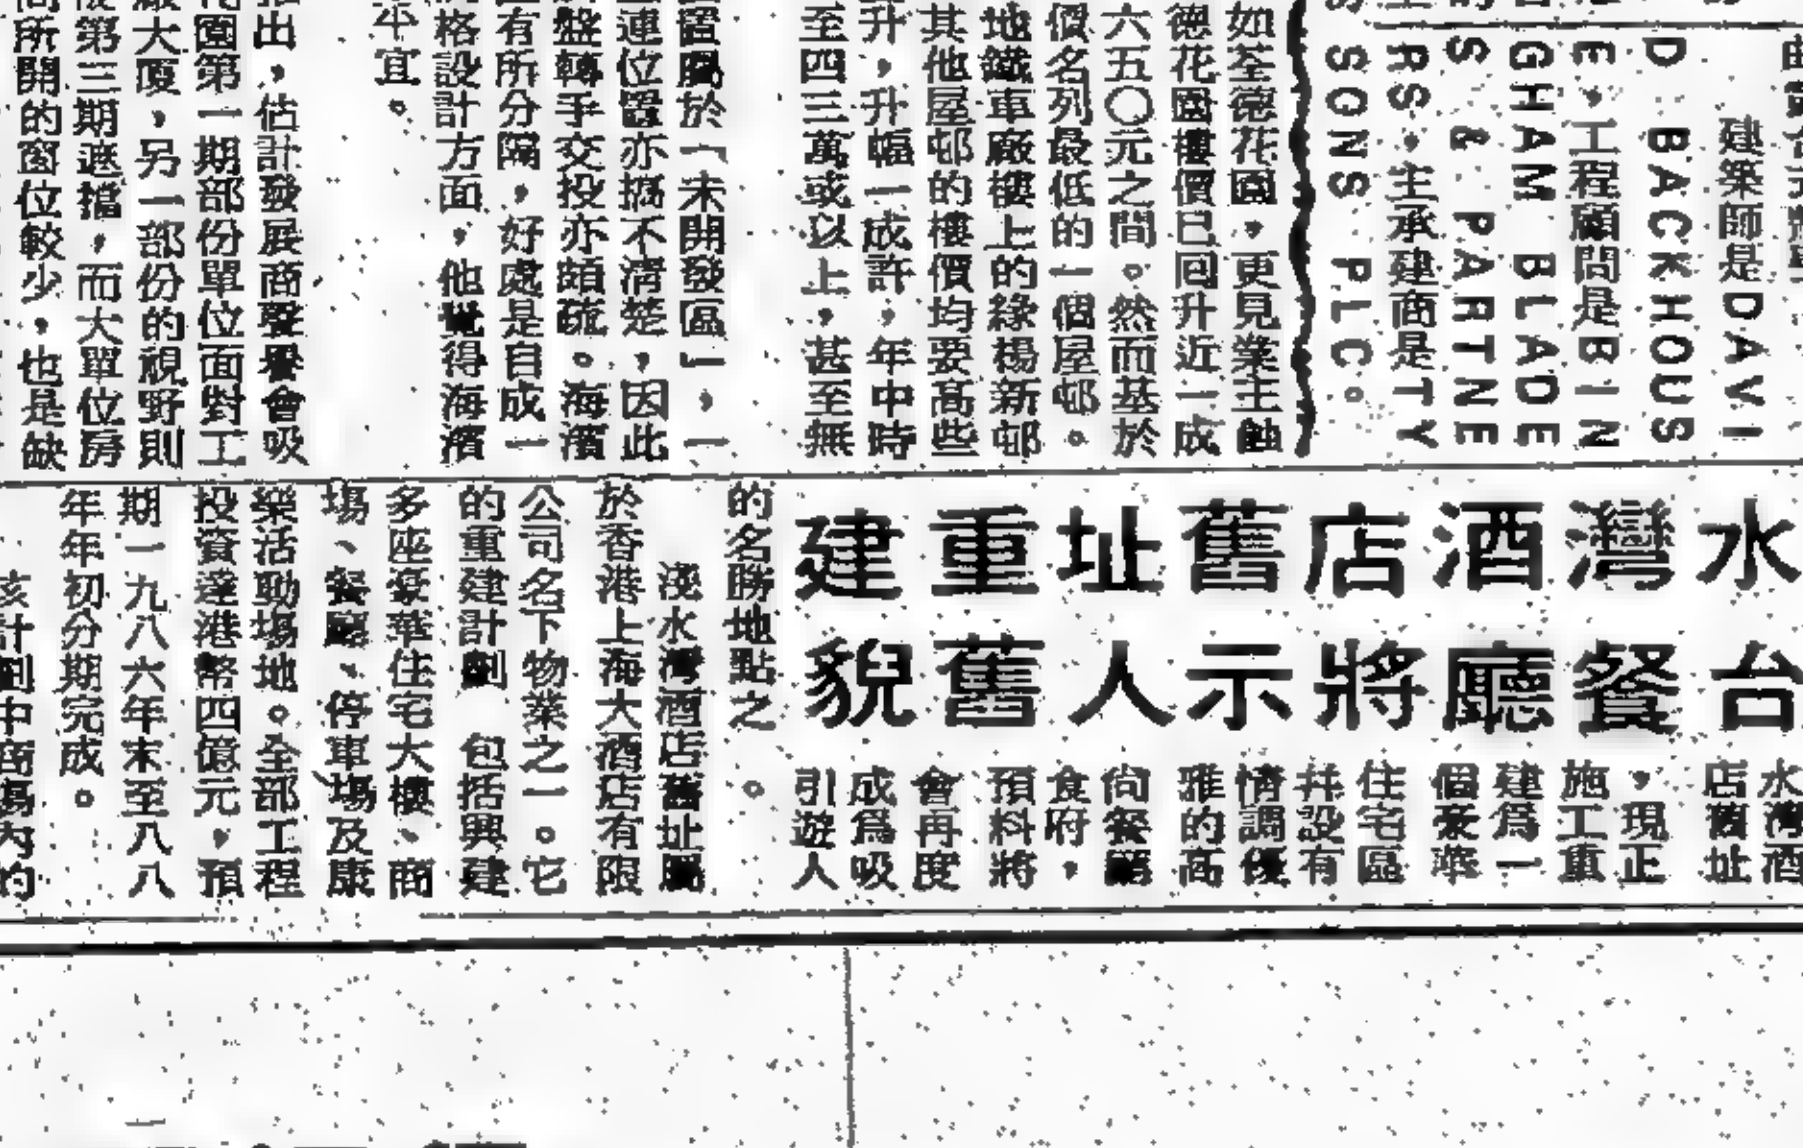 建築師是DAVI
D BACKHOUS
E，工程顧問是BIN
GHAM BLADE
S & PARTNE
RS，主承建商是TY
SONS PLC。
如荃德花園，更見業主蝕
德花園樓價已回升近一成
六五〇元之間。然而基於
價名列最低的一個屋邨。
地鐵車廠樓上的綠楊新邨
其他屋邨的樓價均要高些
升，升幅一成許，年中時
至四三萬或以上，甚至無
置屬於「未開發區」，一
連位置亦搞不清楚，因此
盤轉手交投亦頗疏。海濱
有所分隔，好處是自成一
格設計方面，他覺得海濱
平宜。
出，估計發展商聲譽會吸
園第一期部份單位面對工
廠大廈，另一部份的視野則
第三期遮擋，而大單位房
所開的窗位較少，也是缺
水灣酒店舊址重建
台餐廳將示人舊貌
水灣酒
店舊址
，現正
施工重
建爲一
個豪華
住宅區
并設有
情調優
雅的高
尚餐廳
食府，
預料將
會再度
成爲吸
引遊人
的名勝地點之。
淺水灣酒店舊址屬
於香港上海大酒店有限
公司名下物業之一。它
的重建計劃 包括興建
多座豪華住宅大樓、商
場、餐廳、停車場及康
樂活動場地。全部工程
投資達港幣四億元，預
期一九八六年末至八八
年年初分期完成。
該計劃中商場內的